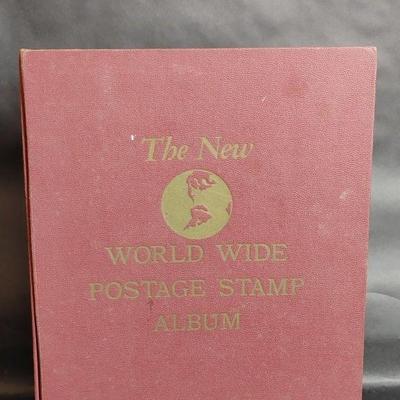 The New
WORLD WIDE
POSTAGE STAMP
ALBUM